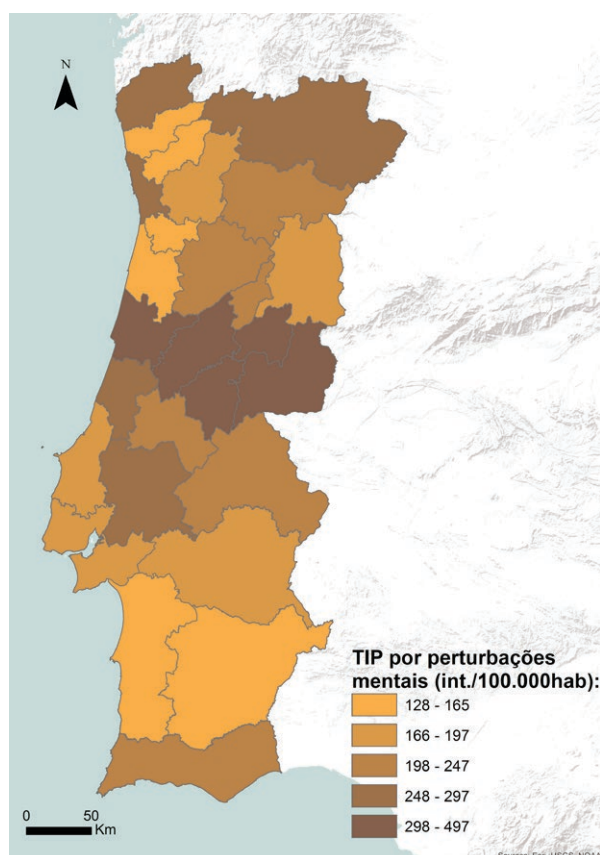 N
TIP por perturbações
mentais (int./100.000hab):
128 - 165
166 - 197
198 - 247
248 - 297
298 - 497
0 50
Km